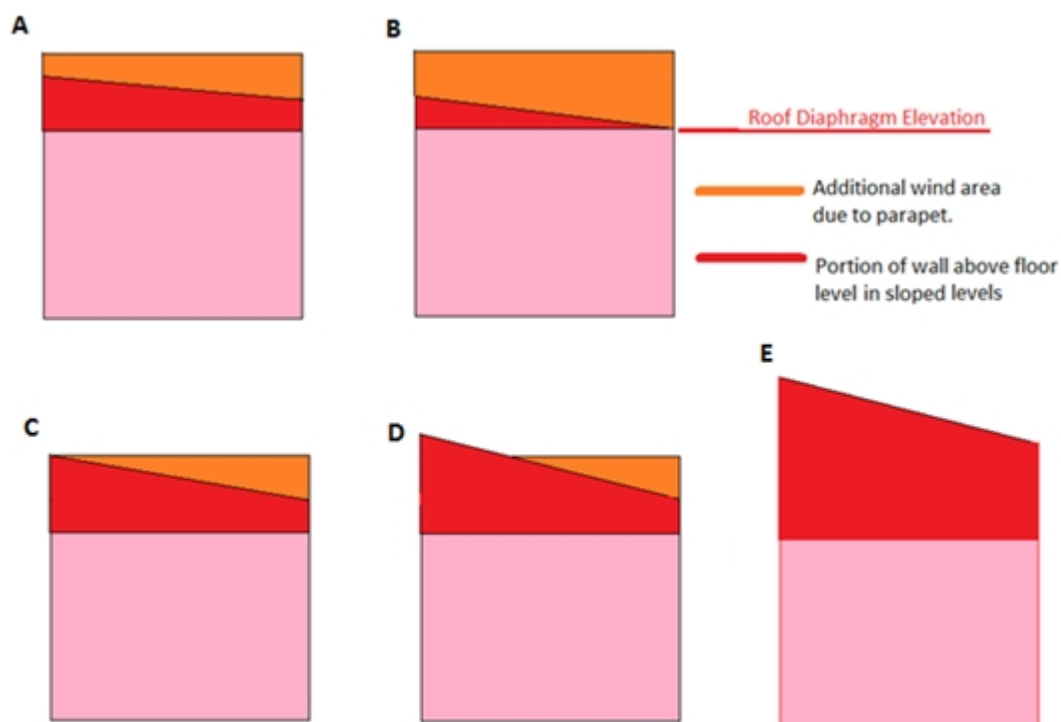 A
B
Roof Diaphragm Elevation
Additional wind area
due to parapet.
Portion of wall above floor
level in sloped levels
C
D
E